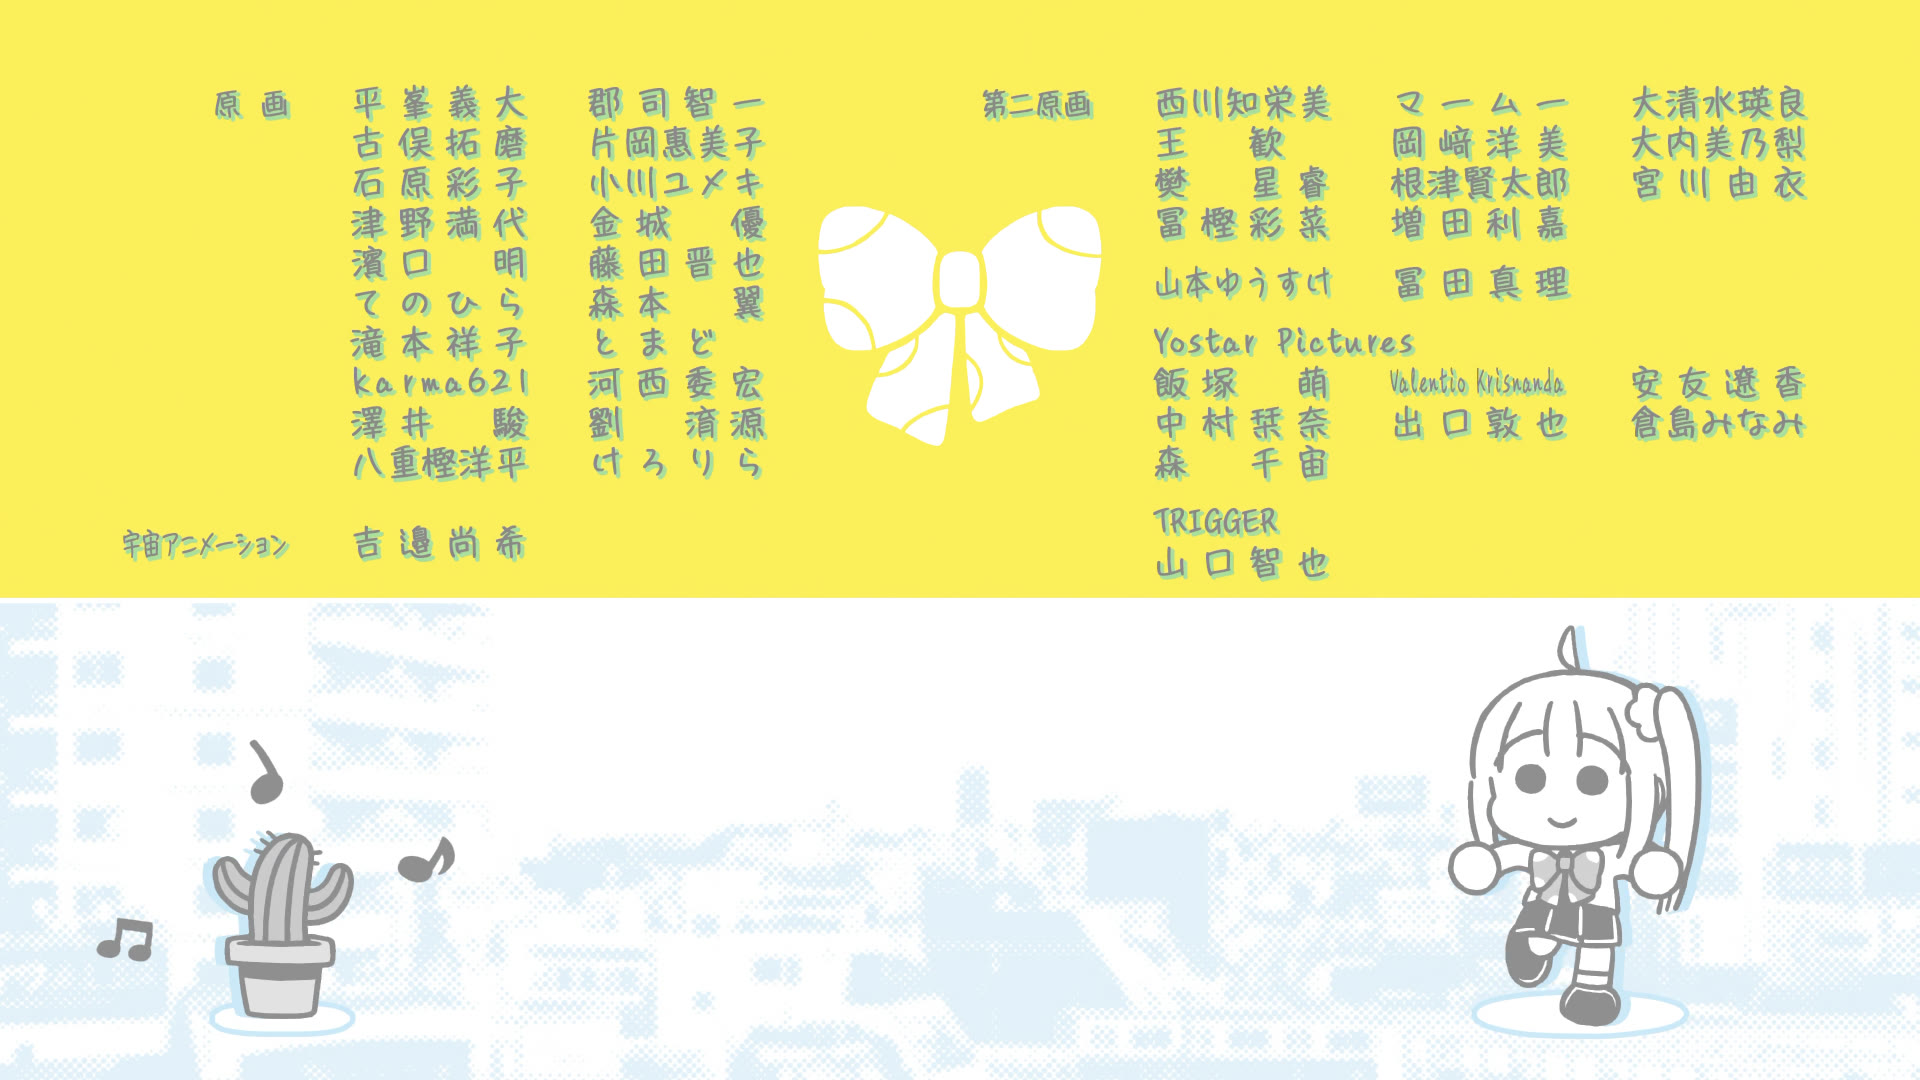 原画 平峯義大 郡司智一
古俣拓磨 片岡恵美子
石原彩子 小川ユメキ
津野満代 金城優
濱口明 藤田晋也
てのひら 森本翼
滝本祥子 とまど
karma621 河西委宏
澤井駿 劉淯源
八重樫洋平 けろりら
宇宙アニメーション 吉邉尚希
第二原画 西川知栄美 マームー 大清水瑛良
王歓 岡﨑洋美 大内美乃梨
樊星睿 根津賢太郎 宮川由衣
冨樫彩菜 増田利嘉
山本ゆうすけ 冨田真理
Yostar Pictures
飯塚萌 Valentio Krisnanda 安友遼香
中村栞奈 出口敦也 倉島みなみ
森千宙
TRIGGER
山口智也